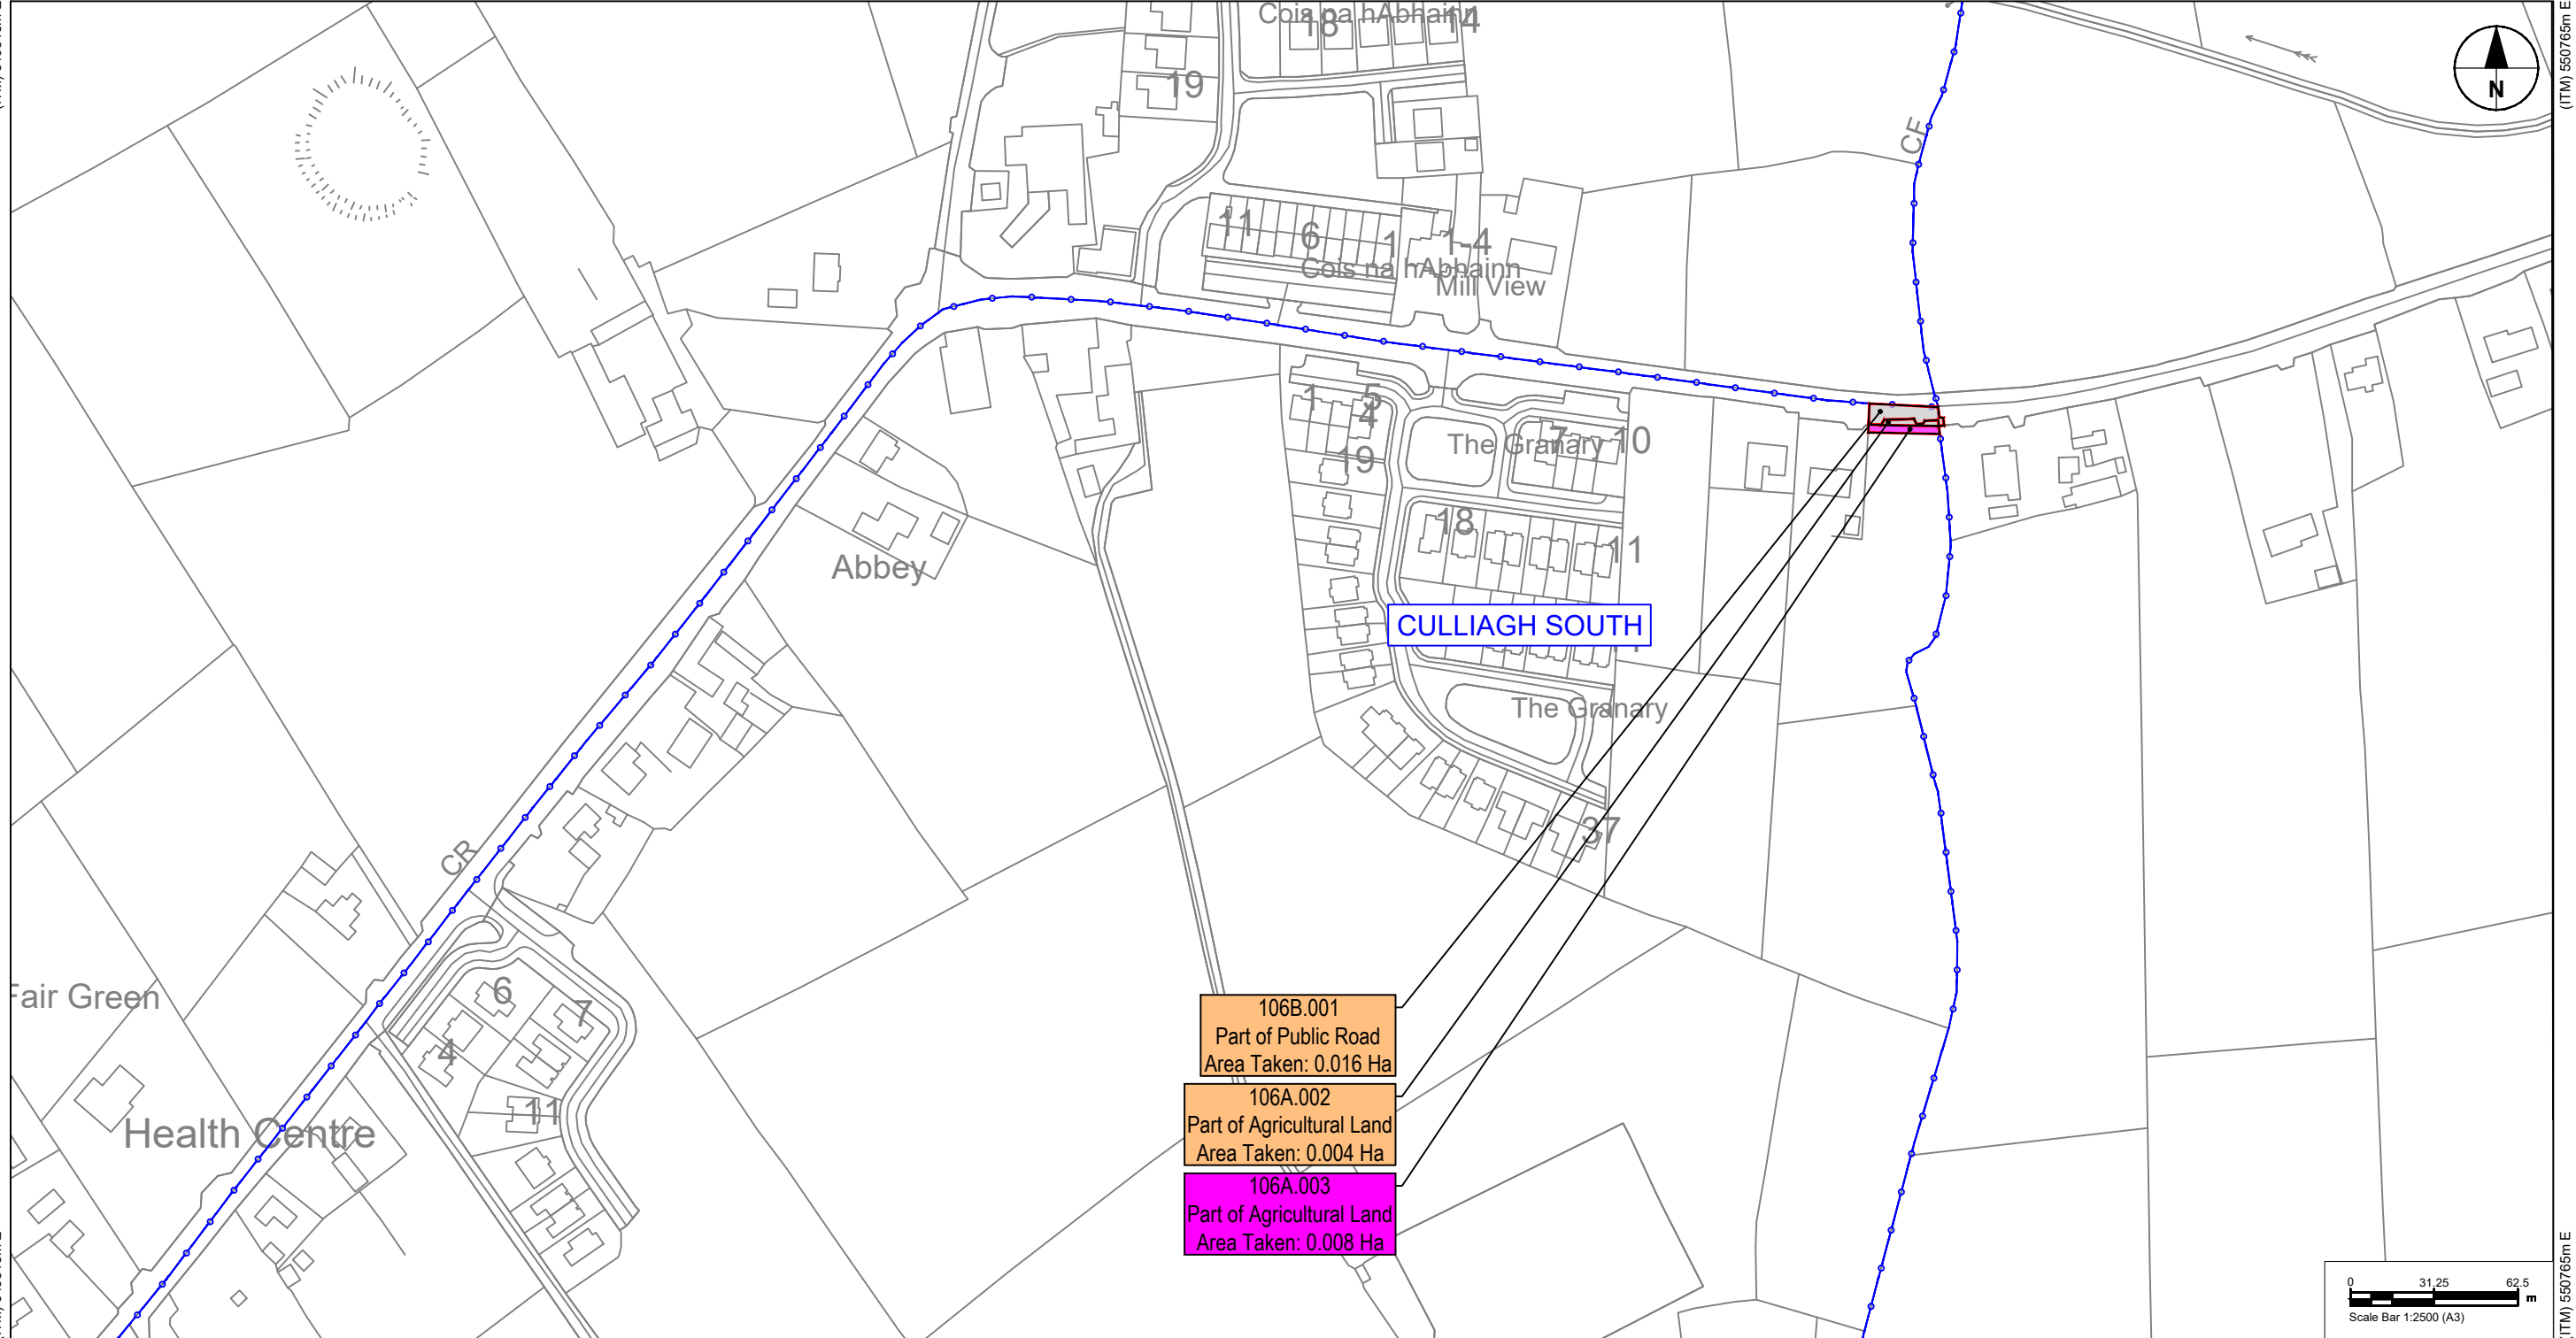 Cois na hAbhainn
18
14
(ITM) 550765m E
N
19
CF
11
6
1
1-4
Cois na hAbhainn
Mill View
1
5
4
The Granary
7
10
19
18
11
Abbey
CULLIAGH SOUTH
The Granary
37
CR
Fair Green
6
7
4
11
Health Centre
106B.001
Part of Public Road
Area Taken: 0.016 Ha
106A.002
Part of Agricultural Land
Area Taken: 0.004 Ha
106A.003
Part of Agricultural Land
Area Taken: 0.008 Ha
0 31.25 62.5
m
Scale Bar 1:2500 (A3)
(ITM) 550765m E